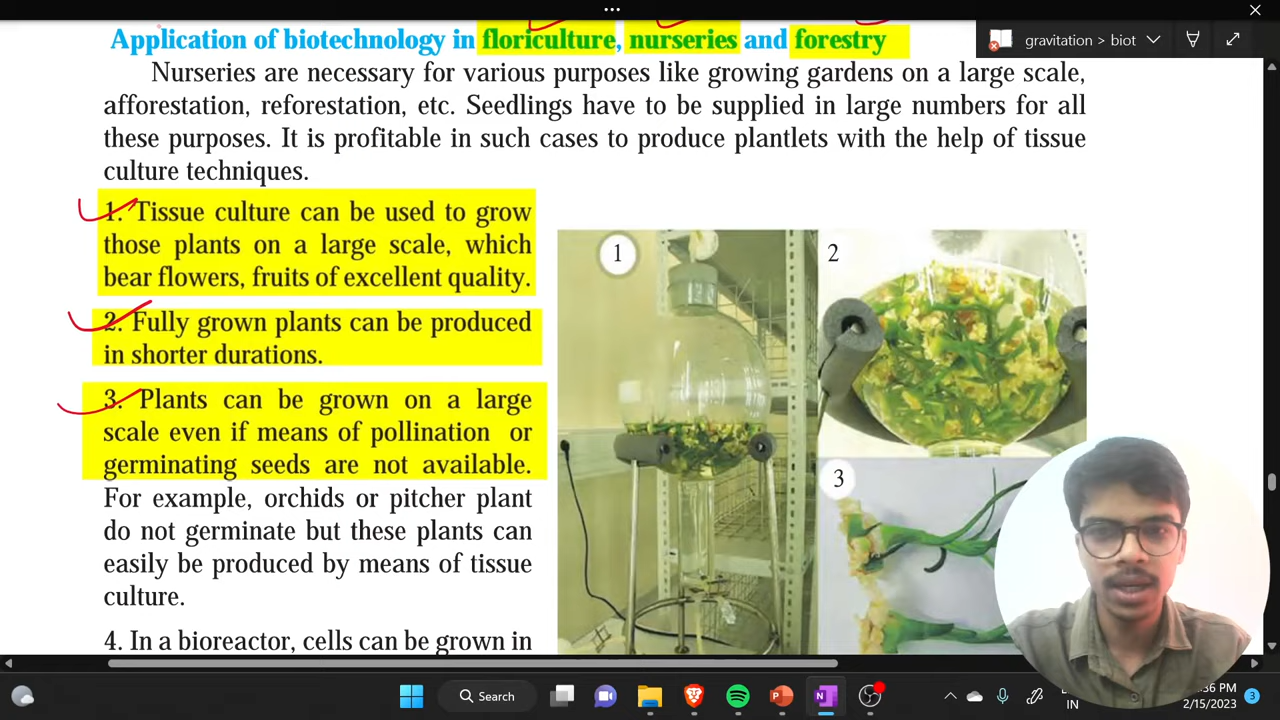 gravitation > biot
Application of biotechnology in floriculture, nurseries and forestry
Nurseries are necessary for various purposes like growing gardens on a large scale,
afforestation, reforestation, etc. Seedlings have to be supplied in large numbers for all
these purposes. It is profitable in such cases to produce plantlets with the help of tissue
culture techniques.
1. Tissue culture can be used to grow
those plants on a large scale, which
bear flowers, fruits of excellent quality.
2. Fully grown plants can be produced
in shorter durations.
3. Plants can be grown on a large
scale even if means of pollination or
germinating seeds are not available.
For example, orchids or pitcher plant
do not germinate but these plants can
easily be produced by means of tissue
culture.
4. In a bioreactor, cells can be grown in
1
2
3
Search
IN
2/15/2023
3